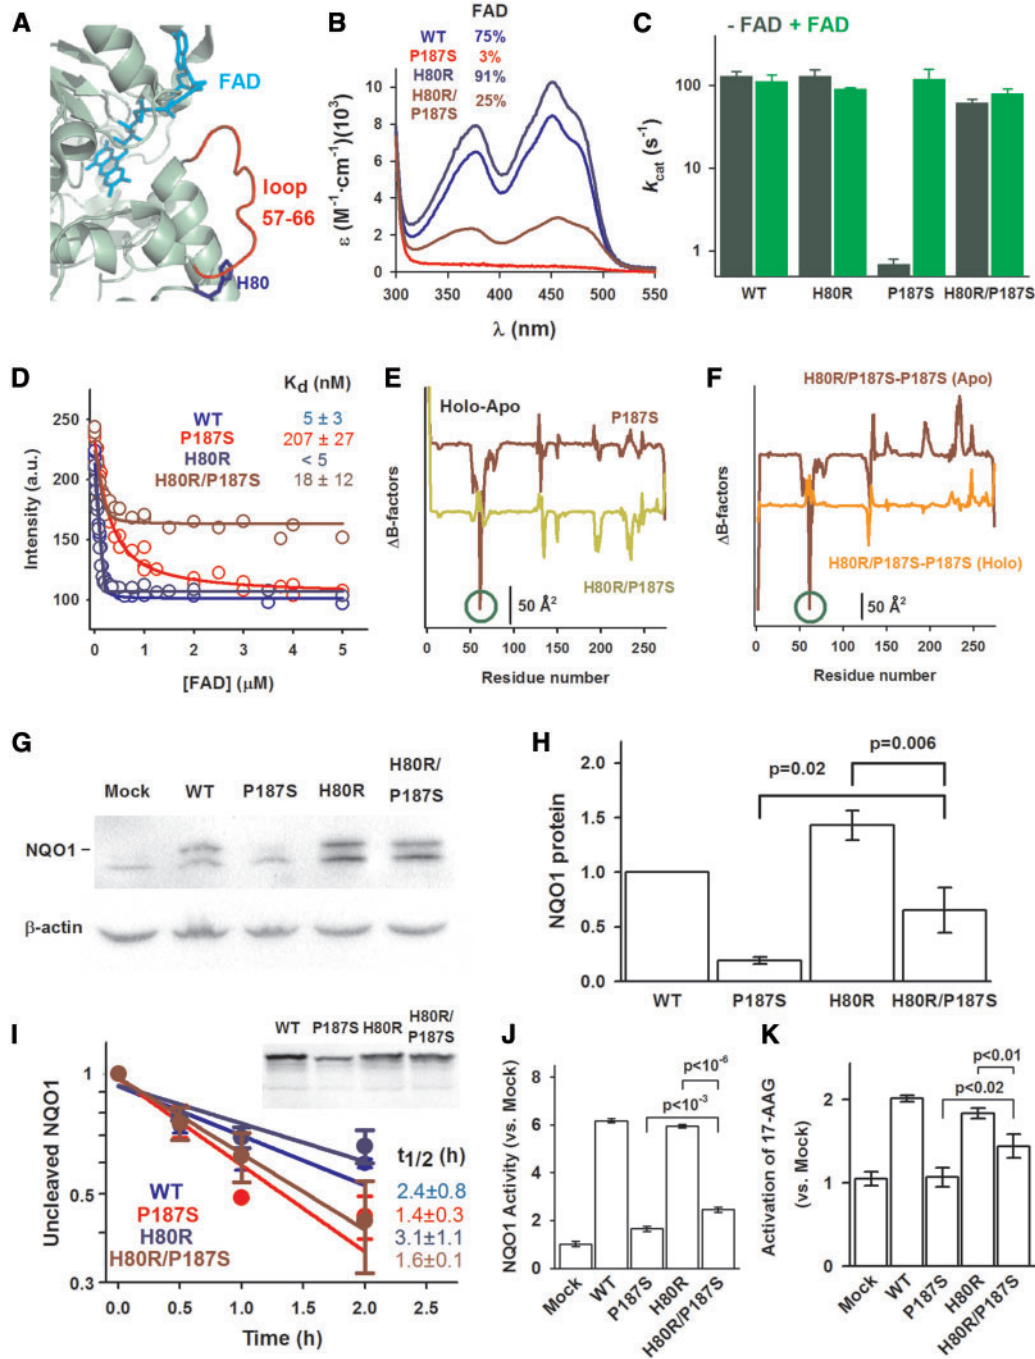 A
FAD
loop
57-66
H80
B
FAD
WT 75%
P187S 3%
H80R 91%
H80R/
P187S 25%
ε (M⁻¹·cm⁻¹)(10³)
10
8
6
4
2
0
300 350 400 450 500 550
λ (nm)
C
- FAD + FAD
kcat (s⁻¹)
100
10
1
WT H80R P187S H80R/P187S
D
Kd (nM)
WT 5 ± 3
P187S 207 ± 27
H80R < 5
H80R/P187S 18 ± 12
Intensity (a.u.)
250
200
150
100
0 1 2 3 4 5
[FAD] (μM)
E
Holo-Apo
P187S
H80R/P187S
50 Å²
ΔB-factors
0 50 100 150 200 250
Residue number
F
H80R/P187S-P187S (Apo)
H80R/P187S-P187S (Holo)
50 Å²
ΔB-factors
0 50 100 150 200 250
Residue number
G
Mock WT P187S H80R H80R/
P187S
NQO1
β-actin
H
p=0.006
p=0.02
NQO1 protein
2.0
1.5
1.0
0.5
0.0
WT P187S H80R H80R/P187S
I
WT P187S H80R H80R/
P187S
Uncleaved NQO1
1
0.5
0.3
t1/2 (h)
WT 2.4±0.8
P187S 1.4±0.3
H80R 3.1±1.1
H80R/P187S 1.6±0.1
0.0 0.5 1.0 1.5 2.0 2.5
Time (h)
J
p<10⁻⁶
p<10⁻³
NQO1 Activity (vs. Mock)
8
6
4
2
0
Mock
WT
P187S
H80R
H80R/P187S
K
p<0.01
p<0.02
Activation of 17-AAG
(vs. Mock)
2
1
0
Mock
WT
P187S
H80R
H80R/P187S